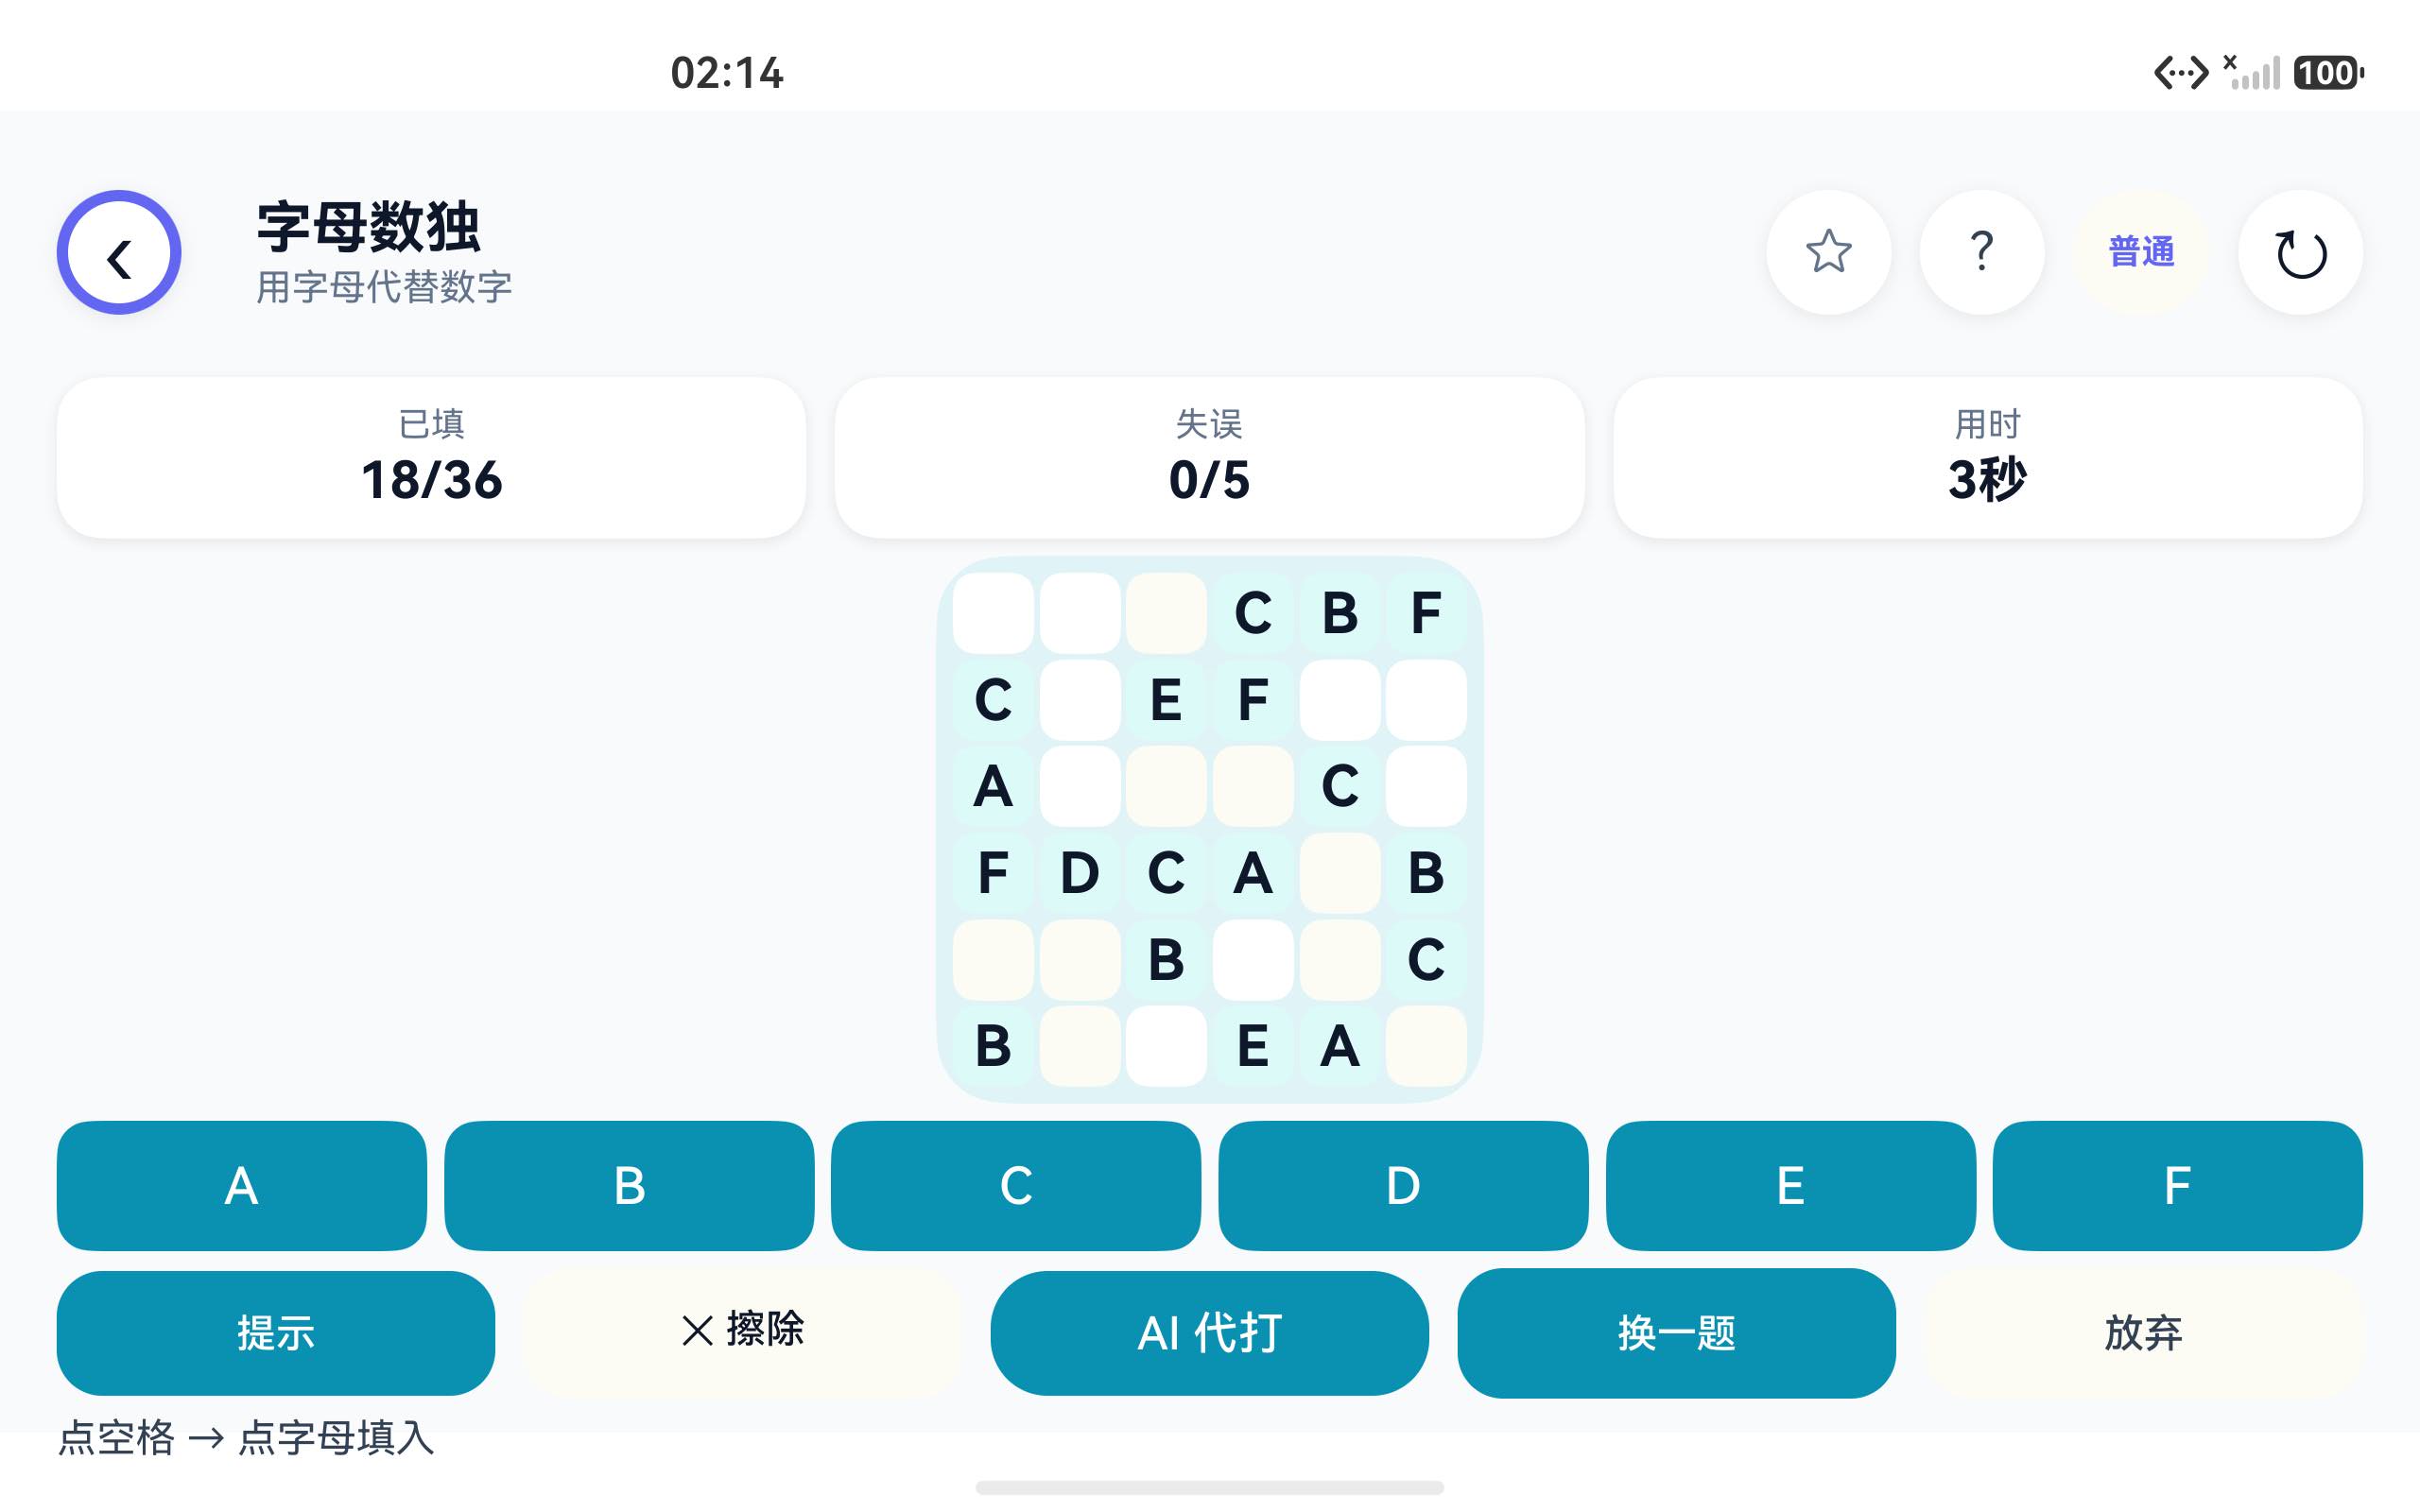 02:14
100
字母数独
用字母代替数字
?
普通
已填
18/36
失误
0/5
用时
3秒
C B F
C E F
A C
F D C A B
B C
B E A
A B C D E F
提示
× 擦除
AI 代打
换一题
放弃
点空格 → 点字母填入